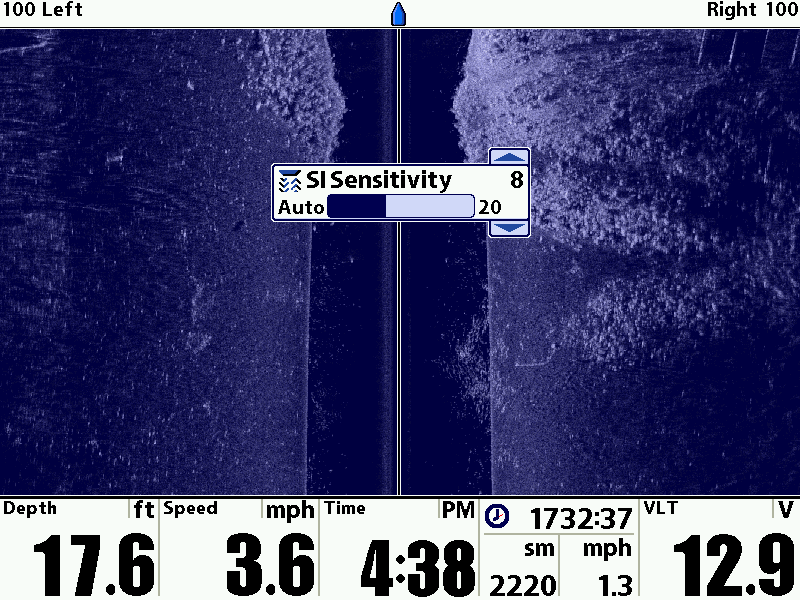 100 Left Right 100
SI Sensitivity 8
Auto 20
Depth ft Speed mph Time PM 1732:37 VLT V
sm mph
17.6 3.6 4:38 2220 1.3 12.9